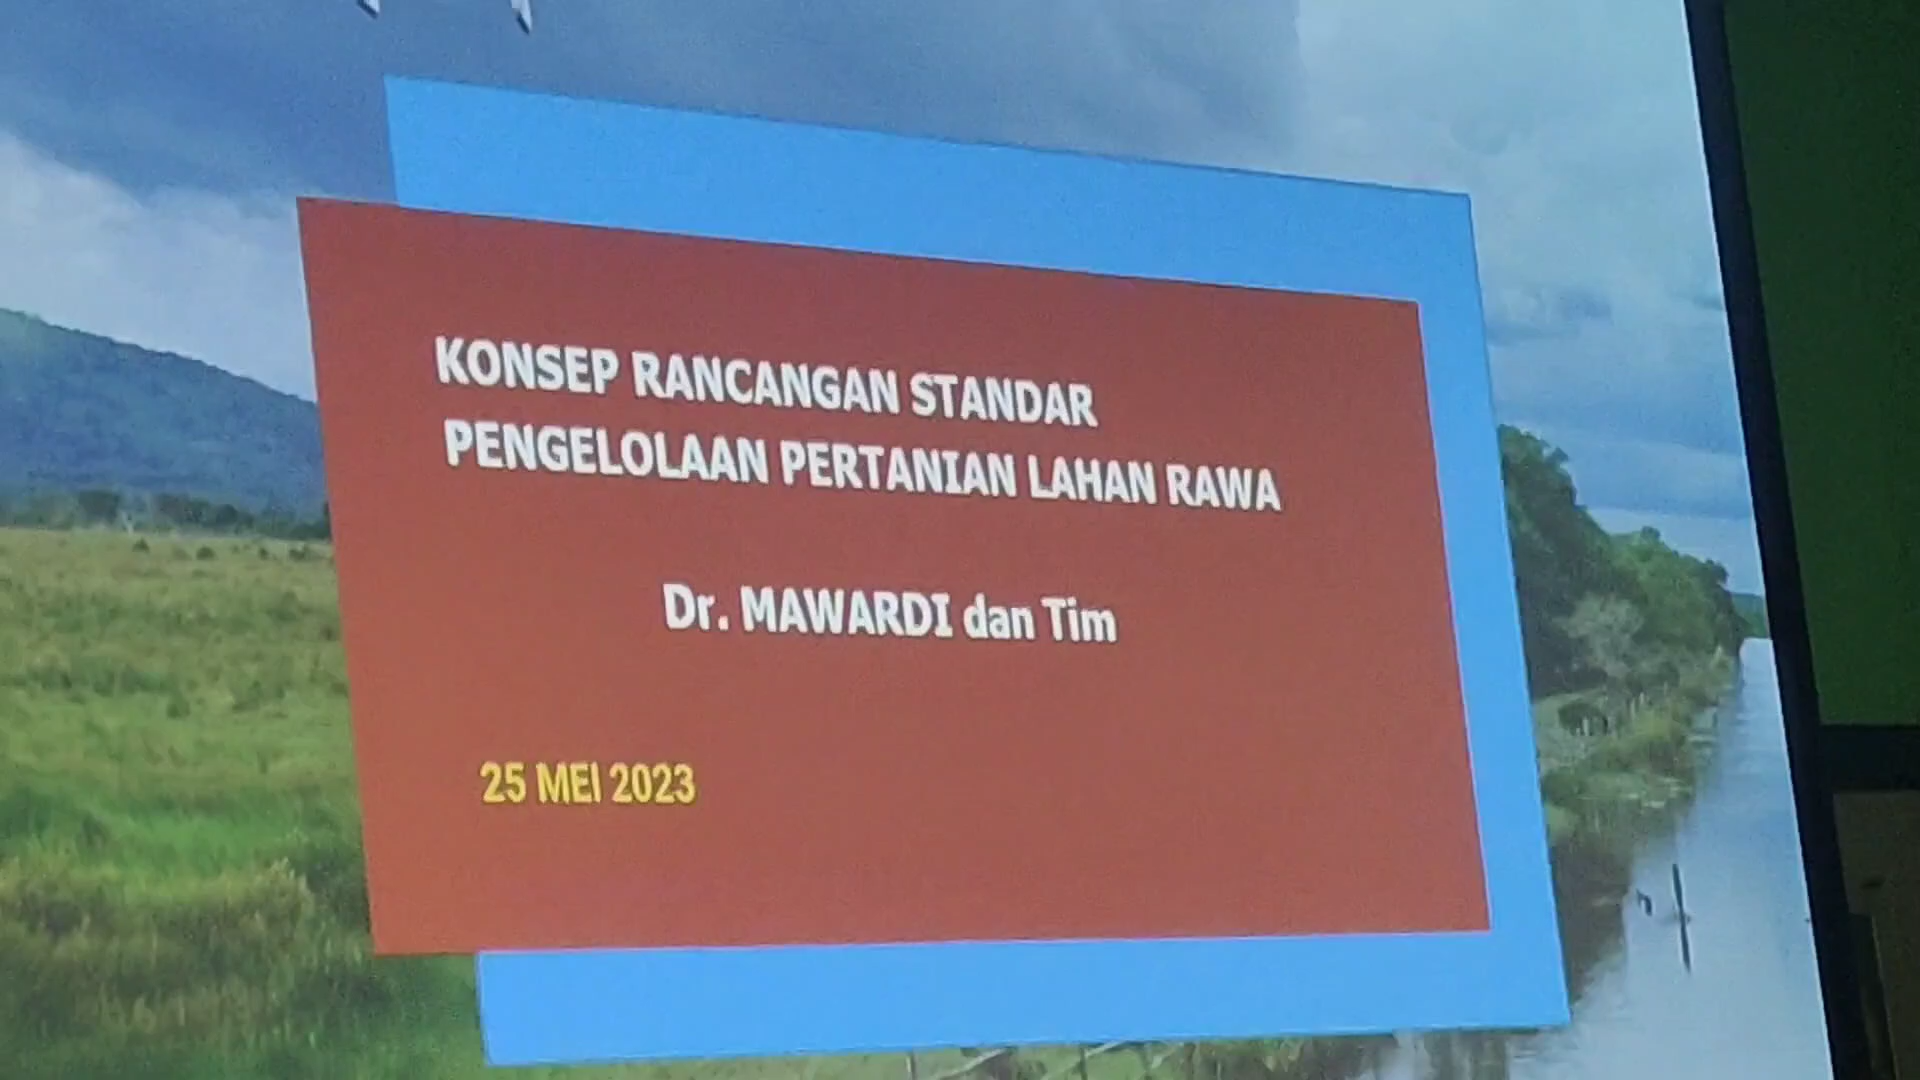 KONSEP RANCANGAN STANDAR
PENGELOLAAN PERTANIAN LAHAN RAWA
Dr. MAWARDI dan Tim
25 MEI 2023